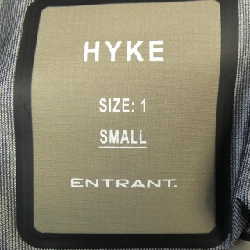 HYKE
SIZE: 1
SMALL
ENTRANT.